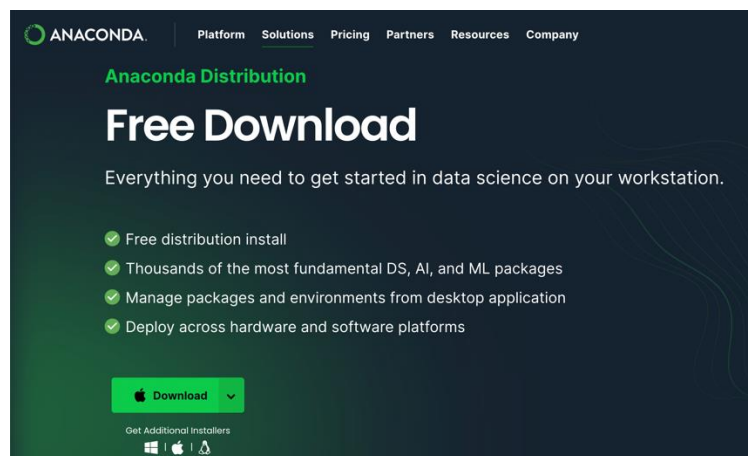 ANACONDA.
Platform Solutions Pricing Partners Resources Company
Anaconda Distribution
Free Download
Everything you need to get started in data science on your workstation.
Free distribution install
Thousands of the most fundamental DS, AI, and ML packages
Manage packages and environments from desktop application
Deploy across hardware and software platforms
Download
Get Additional Installers